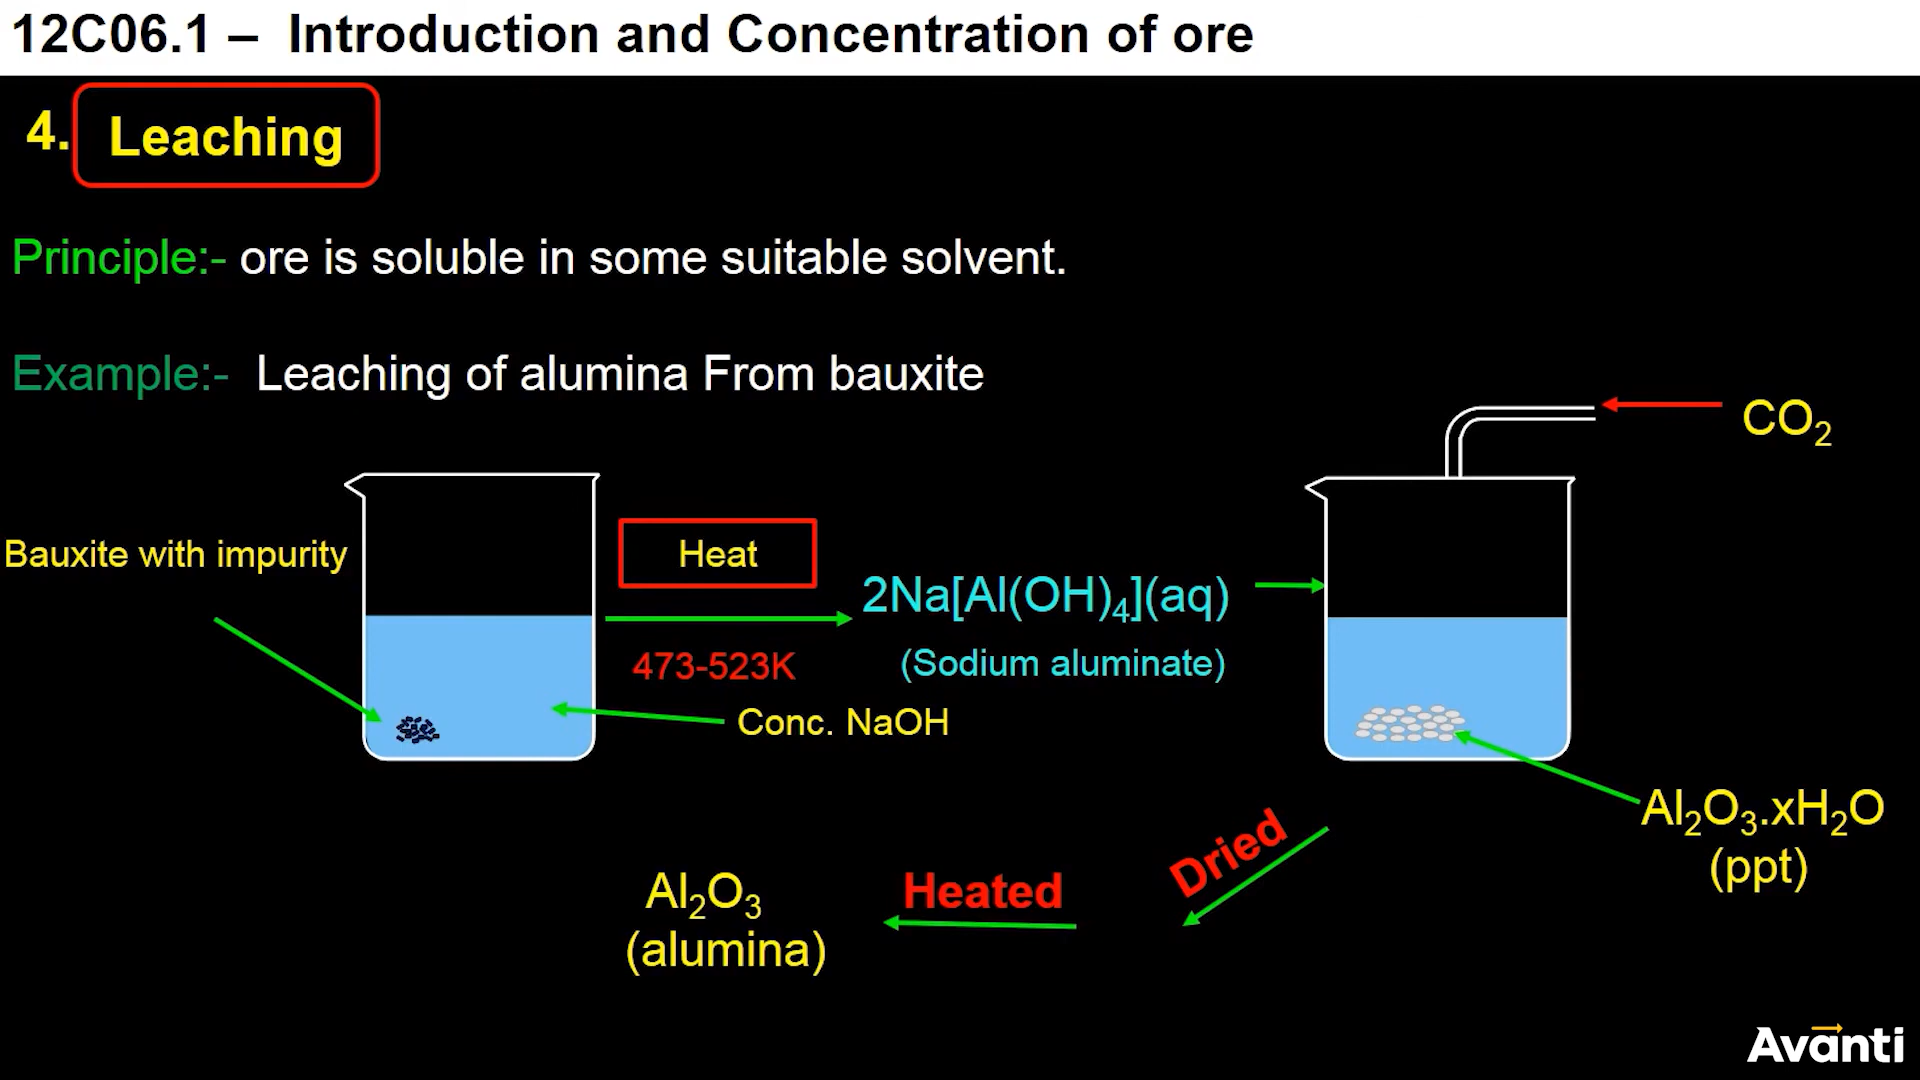 12C06.1 – Introduction and Concentration of ore
4. Leaching
Principle:- ore is soluble in some suitable solvent.
Example:- Leaching of alumina From bauxite
CO₂
Bauxite with impurity
Heat
2Na[Al(OH)₄](aq)
473-523K
(Sodium aluminate)
Conc. NaOH
Al₂O₃.xH₂O
(ppt)
Dried
Heated
Al₂O₃
(alumina)
Avanti